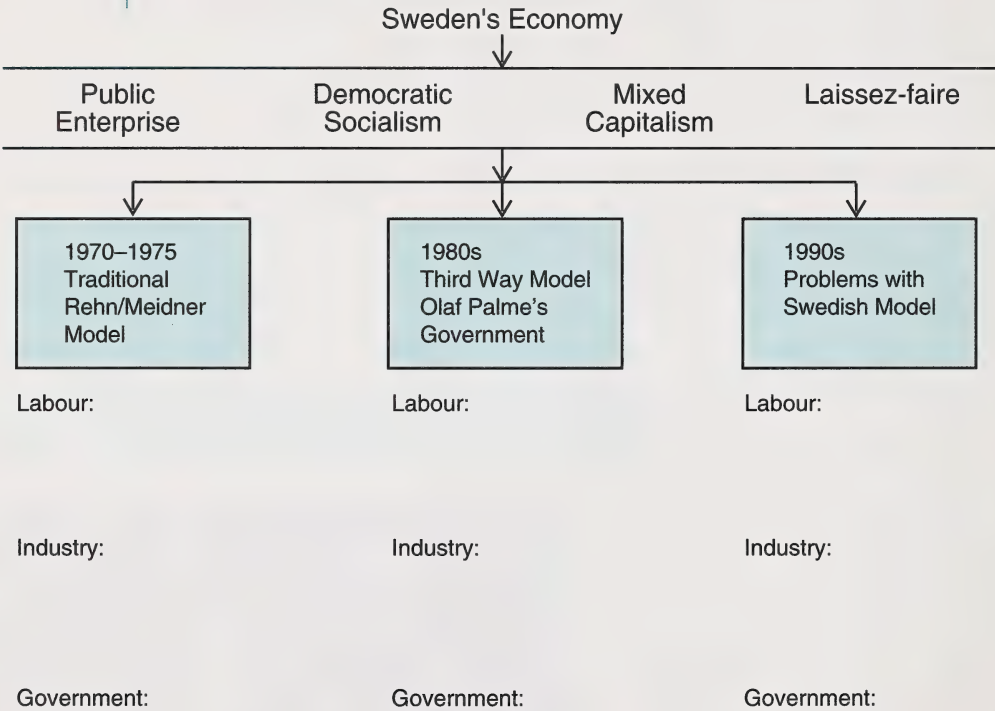 Sweden's Economy
Public
Enterprise
Democratic
Socialism
Mixed
Capitalism
Laissez-faire
1970–1975
Traditional
Rehn/Meidner
Model
1980s
Third Way Model
Olaf Palme's
Government
1990s
Problems with
Swedish Model
Labour:
Labour:
Labour:
Industry:
Industry:
Industry:
Government:
Government:
Government: